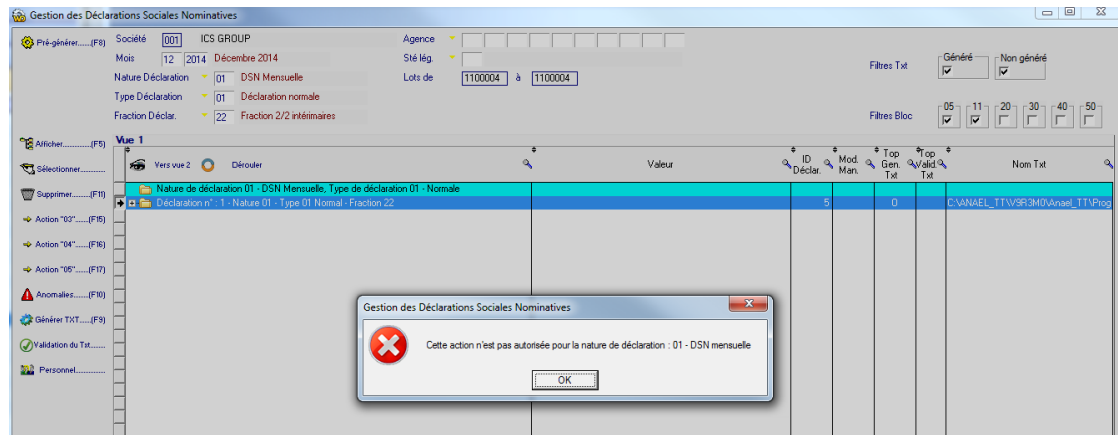 Gestion des Déclarations Sociales Nominatives
Pré-générer......(F8)
Société 001 ICS GROUP Agence
Mois 12 2014 Décembre 2014 Sté lég.
Nature Déclaration 01 DSN Mensuelle Lots de 1100004 à 1100004
Type Déclaration 01 Déclaration normale
Fraction Déclar. 22 Fraction 2/2 intérimaires
Filtres Txt Généré Non généré
Filtres Bloc 05 11 20 30 40 50
Afficher.............(F5)
Sélectionner..........
Supprimer........(F11)
Action "03"......(F15)
Action "04"......(F16)
Action "05"......(F17)
Anomalies......(F10)
Générer TXT.....(F9)
Validation du Txt.......
Personnel............
Vue 1
Vers vue 2 Dérouler Valeur ID Déclar. Mod. Man. Top Gen. Txt Top Valid. Txt Nom Txt
Nature de déclaration 01 - DSN Mensuelle, Type de déclaration 01 - Normale
Déclaration n° : 1 - Nature 01 - Type 01 Normal - Fraction 22 5 O C:\ANAEL_TT\V9R3M0\Anael_TT\Prog
Gestion des Déclarations Sociales Nominatives
Cette action n'est pas autorisée pour la nature de déclaration : 01 - DSN mensuelle
OK